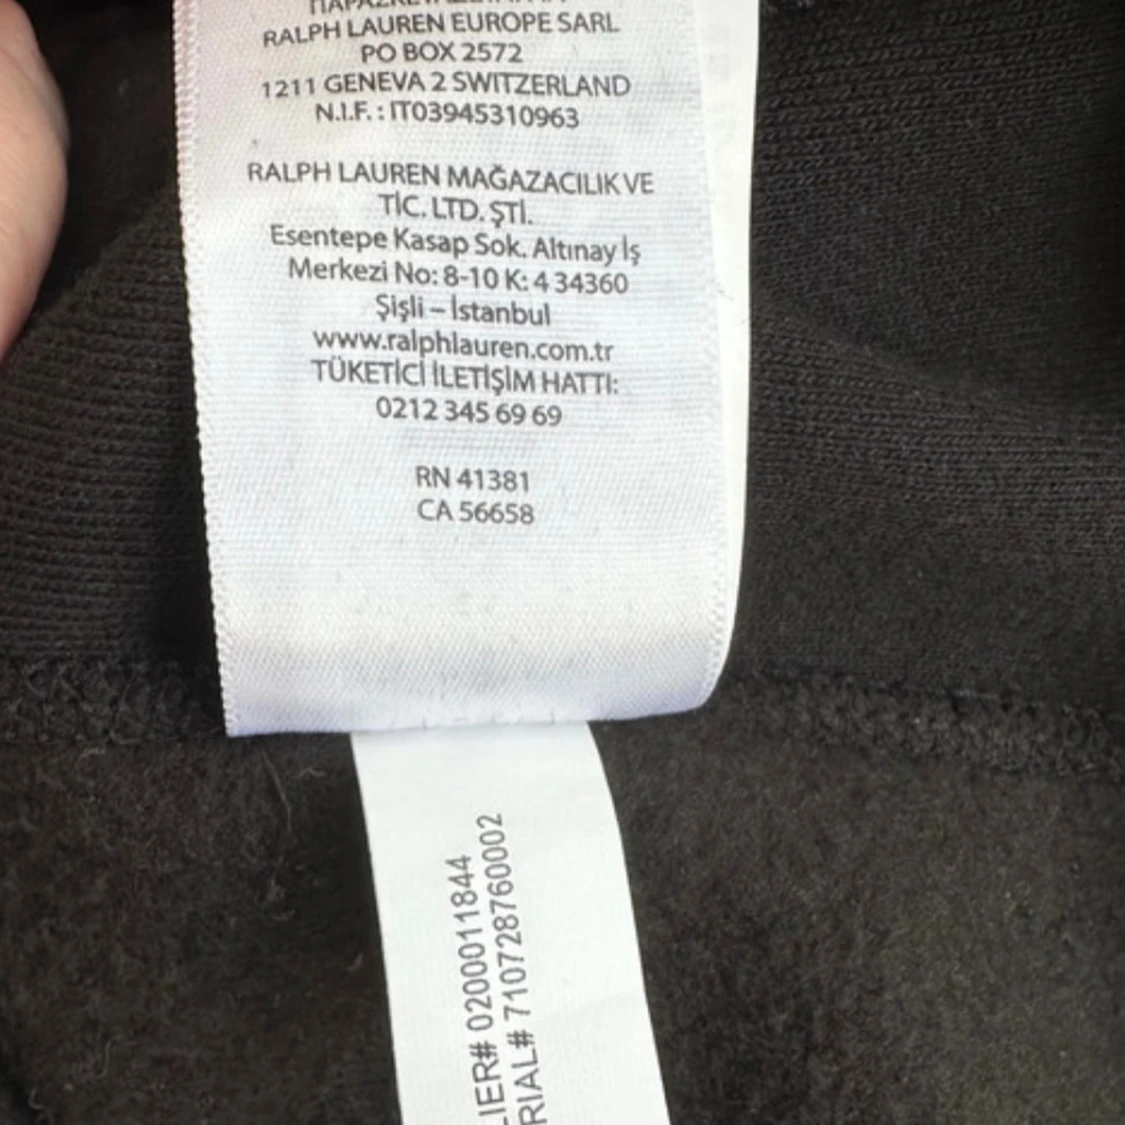 RALPH LAUREN EUROPE SARL
PO BOX 2572
1211 GENEVA 2 SWITZERLAND
N.I.F. : IT03945310963
RALPH LAUREN MAĞAZACILIK VE
TİC. LTD. ŞTİ.
Esentepe Kasap Sok. Altınay İş
Merkezi No: 8-10 K: 4 34360
Şişli – İstanbul
www.ralphlauren.com.tr
TÜKETİCİ İLETİŞİM HATTI:
0212 345 69 69
RN 41381
CA 56658
LIER# 020001​1844
RIAL# 710728760002